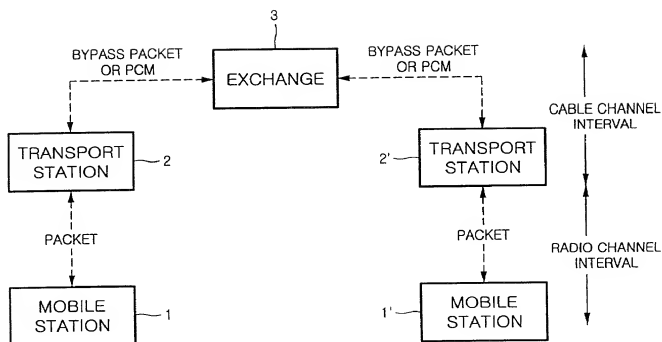 3
BYPASS PACKET
OR PCM
EXCHANGE
BYPASS PACKET
OR PCM
CABLE CHANNEL
INTERVAL
TRANSPORT
STATION
2
2'
TRANSPORT
STATION
PACKET
PACKET
RADIO CHANNEL
INTERVAL
MOBILE
STATION
1
1'
MOBILE
STATION